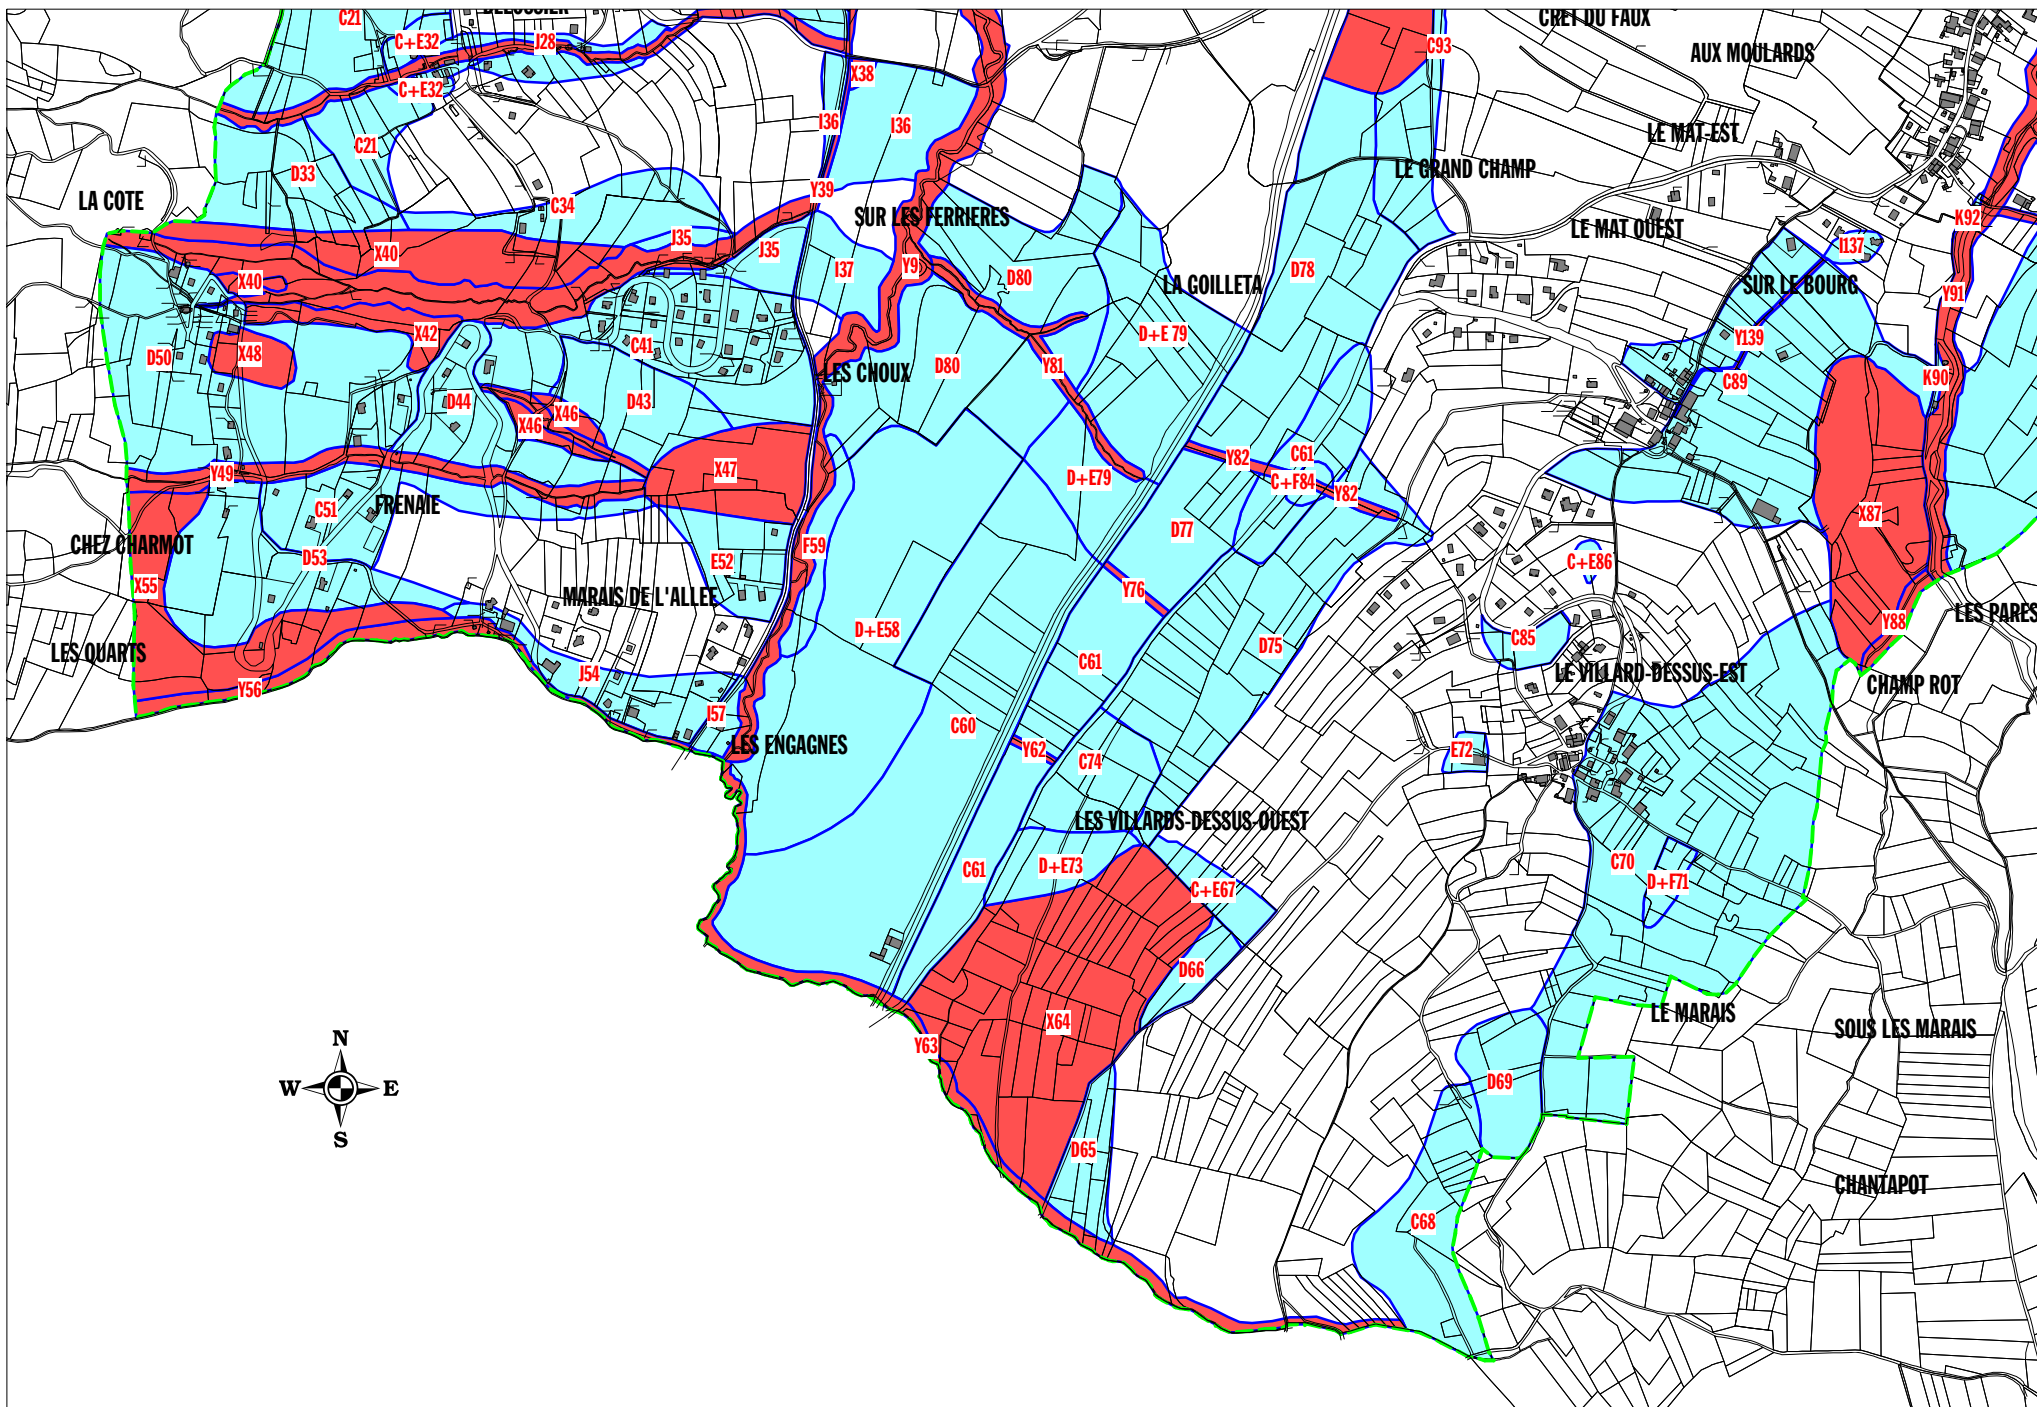 C21
BLESSIER
CRET DU FAUX
C+E32
J28
C93
AUX MOULARDS
X38
C+E32
I36
I36
LE MAT-EST
C21
D33
LE GRAND CHAMP
LA COTE
Y39
C34
SUR LES FERRIERES
K92
LE MAT OUEST
J35
J35
I137
X40
Y9
I37
D78
D80
X40
LA GOILLETA
SUR LE BOURG
Y91
X42
D+E 79
Y139
D50
X48
C41
LES CHOUX
D80
Y81
C89
K90
D44
D43
X46
X46
C61
Y82
X47
Y49
D+E79
C+F84
Y82
C51
FRENAIE
X87
CHEZ CHARMOT
F59
D77
D53
E52
C+E86
X55
Y76
MARAIS DE L'ALLEE
LES PARES
Y88
D+E58
C85
D75
LES QUARTS
C61
LE VILLARD-DESSUS-EST
J54
CHAMP ROT
Y56
I57
C60
LES ENGAGNES
Y62
E72
C74
LES VILLARDS-DESSUS-OUEST
C61
D+E73
C70
D+F71
C+E67
D66
LE MARAIS
X64
SOUS LES MARAIS
Y63
N
W
E
S
D69
D65
CHANTAPOT
C68